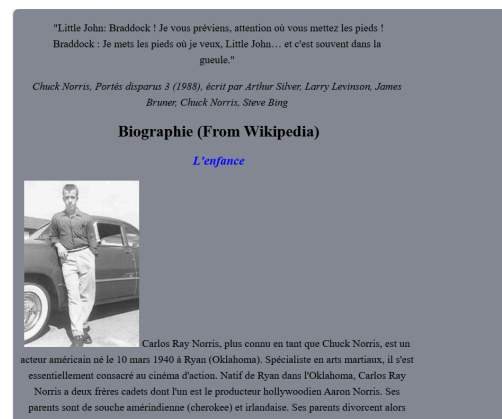 "Little John: Braddock ! Je vous préviens, attention où vous mettez les pieds !
Braddock : Je mets les pieds où je veux, Little John… et c'est souvent dans la
gueule."
Chuck Norris, Portés disparus 3 (1988), écrit par Arthur Silver, Larry Levinson, James
Bruner, Chuck Norris, Steve Bing
Biographie (From Wikipedia)
L'enfance
Carlos Ray Norris, plus connu en tant que Chuck Norris, est un
acteur américain né le 10 mars 1940 à Ryan (Oklahoma). Spécialiste en arts martiaux, il s'est
essentiellement consacré au cinéma d'action. Natif de Ryan dans l'Oklahoma, Carlos Ray
Norris a deux frères cadets dont l'un est le producteur hollywoodien Aaron Norris. Ses
parents sont de souche amérindienne (cherokee) et irlandaise. Ses parents divorcent alors